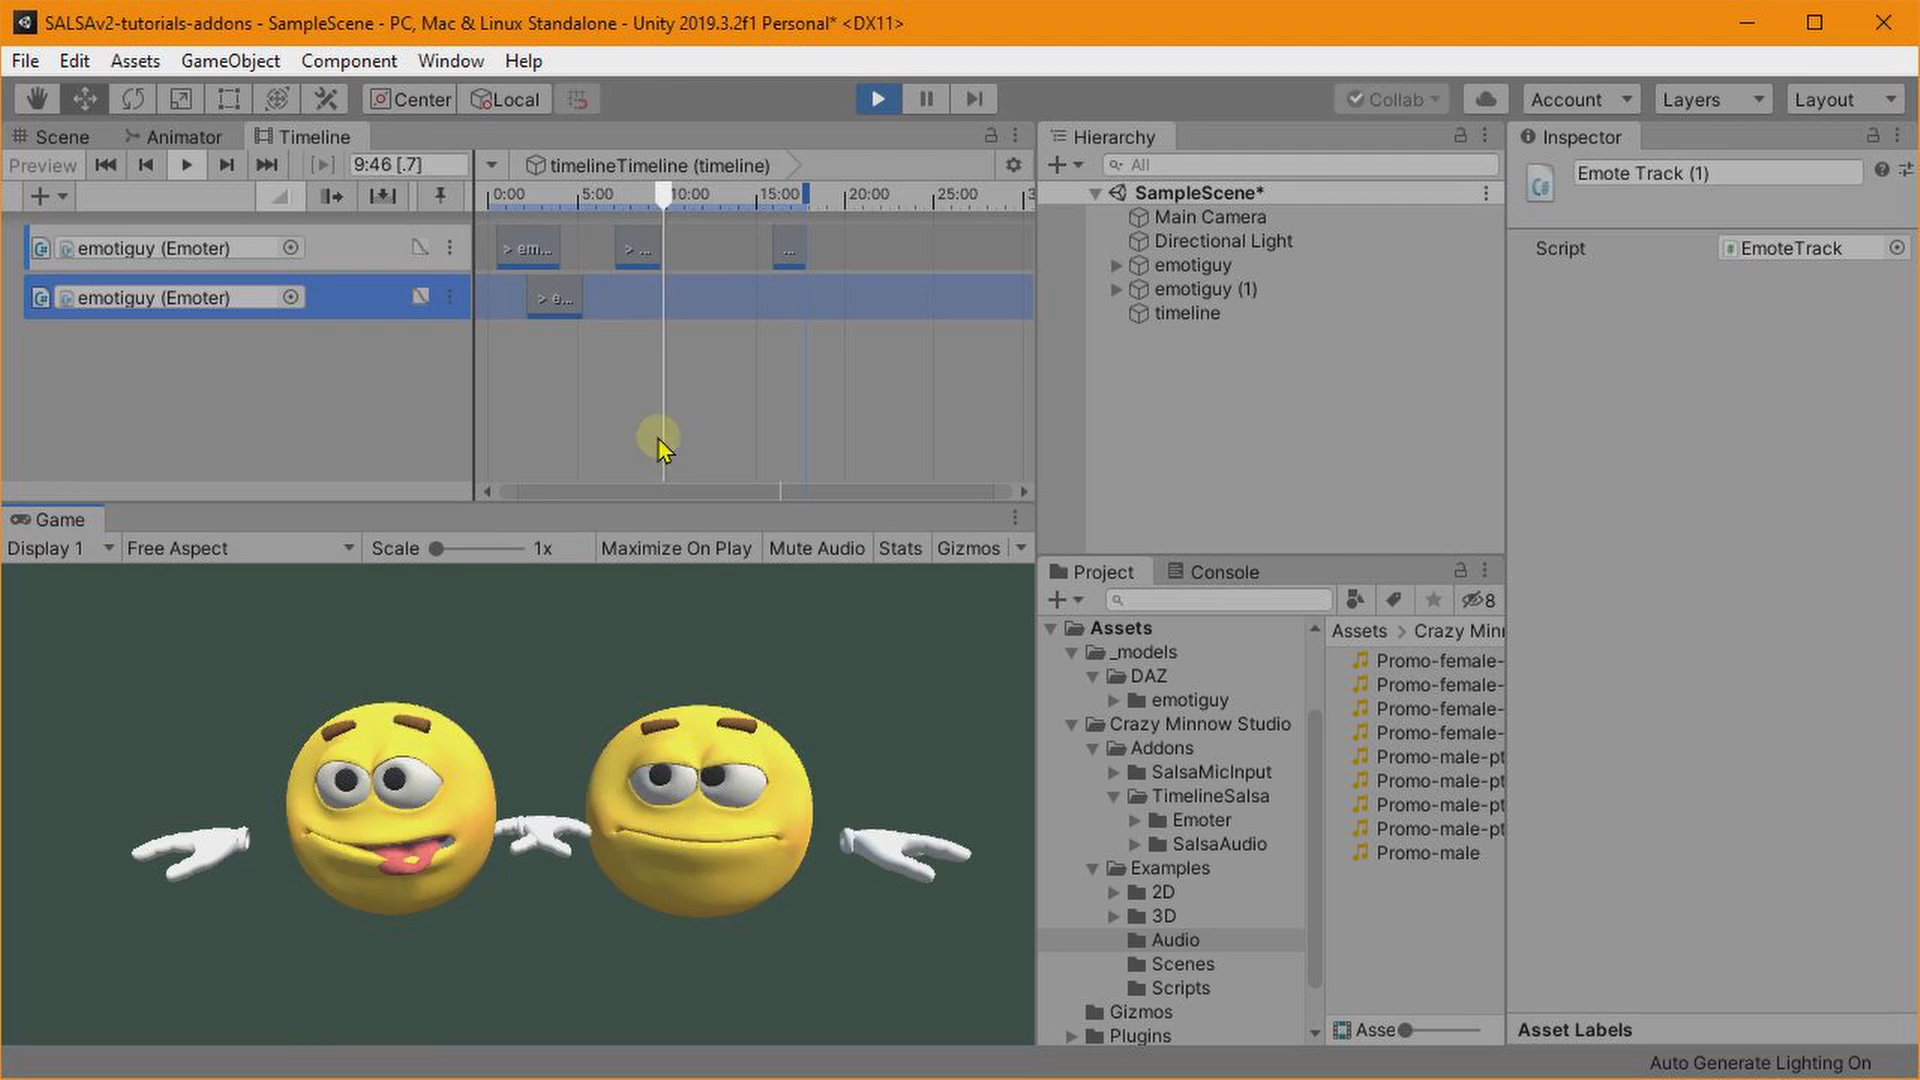 SALSAv2-tutorials-addons - SampleScene - PC, Mac & Linux Standalone - Unity 2019.3.2f1 Personal* <DX11>
File Edit Assets GameObject Component Window Help
Center Local Collab Account Layers Layout
Scene Animator Timeline
Preview 9:46 [.7] timelineTimeline (timeline)
0:00 5:00 10:00 15:00 20:00 25:00
emotiguy (Emoter) > em... > ... ...
emotiguy (Emoter) > e...
Game
Display 1 Free Aspect Scale 1x Maximize On Play Mute Audio Stats Gizmos
Hierarchy
All
SampleScene*
Main Camera
Directional Light
emotiguy
emotiguy (1)
timeline
Project Console
8
Assets
_models
DAZ
emotiguy
Crazy Minnow Studio
Addons
SalsaMicInput
TimelineSalsa
Emoter
SalsaAudio
Examples
2D
3D
Audio
Scenes
Scripts
Gizmos
Plugins
Assets > Crazy Minn
Promo-female-
Promo-female-
Promo-female-
Promo-female-
Promo-male-pt
Promo-male-pt
Promo-male-pt
Promo-male-pt
Promo-male
Asse
Inspector
Emote Track (1)
Script EmoteTrack
Asset Labels
Auto Generate Lighting On